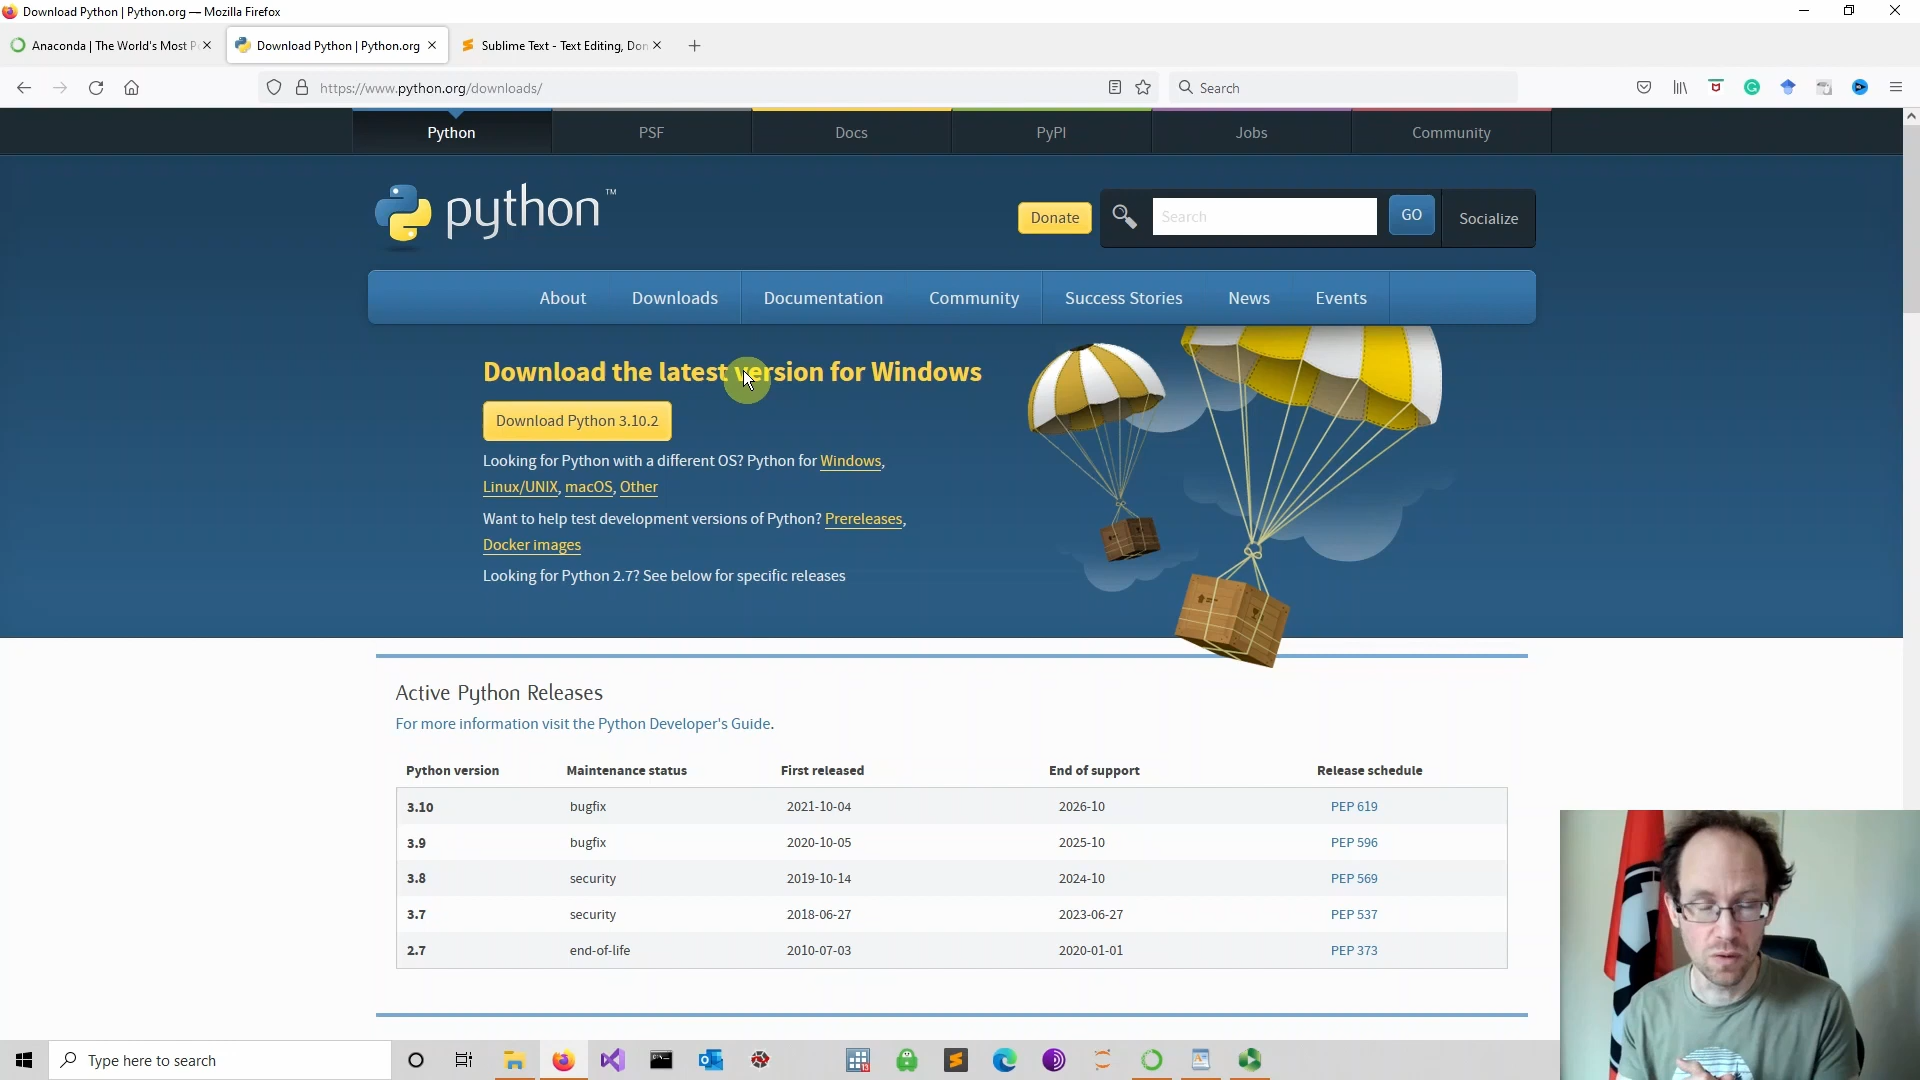 Download Python | Python.org — Mozilla Firefox
Anaconda | The World's Most P
Download Python | Python.org
Sublime Text - Text Editing, Don
https://www.python.org/downloads/
Search
Python
PSF
Docs
PyPI
Jobs
Community
python™
Donate
Search
GO
Socialize
About
Downloads
Documentation
Community
Success Stories
News
Events
Download the latest version for Windows
Download Python 3.10.2
Looking for Python with a different OS? Python for Windows,
Linux/UNIX, macOS, Other
Want to help test development versions of Python? Prereleases,
Docker images
Looking for Python 2.7? See below for specific releases
Active Python Releases
For more information visit the Python Developer's Guide.
Python version Maintenance status First released End of support Release schedule
3.10 bugfix 2021-10-04 2026-10 PEP 619
3.9 bugfix 2020-10-05 2025-10 PEP 596
3.8 security 2019-10-14 2024-10 PEP 569
3.7 security 2018-06-27 2023-06-27 PEP 537
2.7 end-of-life 2010-07-03 2020-01-01 PEP 373
Type here to search